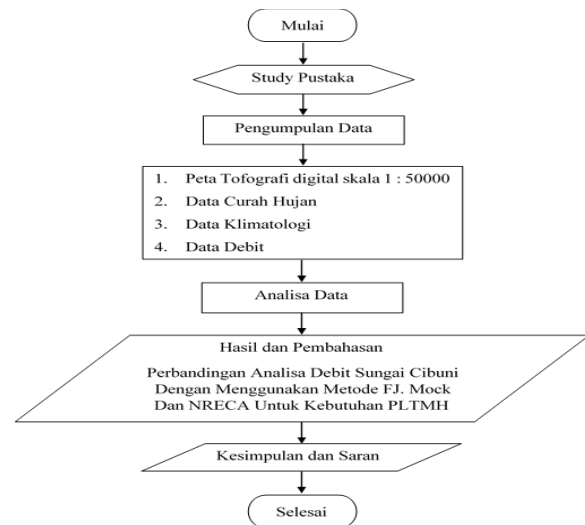 Mulai
Study Pustaka
Pengumpulan Data
1. Peta Tofografi digital skala 1 : 50000
2. Data Curah Hujan
3. Data Klimatologi
4. Data Debit
Analisa Data
Hasil dan Pembahasan
Perbandingan Analisa Debit Sungai Cibuni
Dengan Menggunakan Metode FJ. Mock
Dan NRECA Untuk Kebutuhan PLTMH
Kesimpulan dan Saran
Selesai